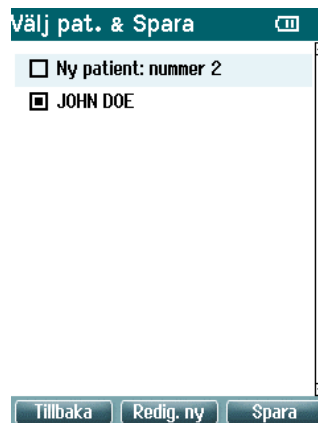 Välj pat. & Spara
Ny patient: nummer 2
JOHN DOE
Tillbaka
Redig. ny
Spara